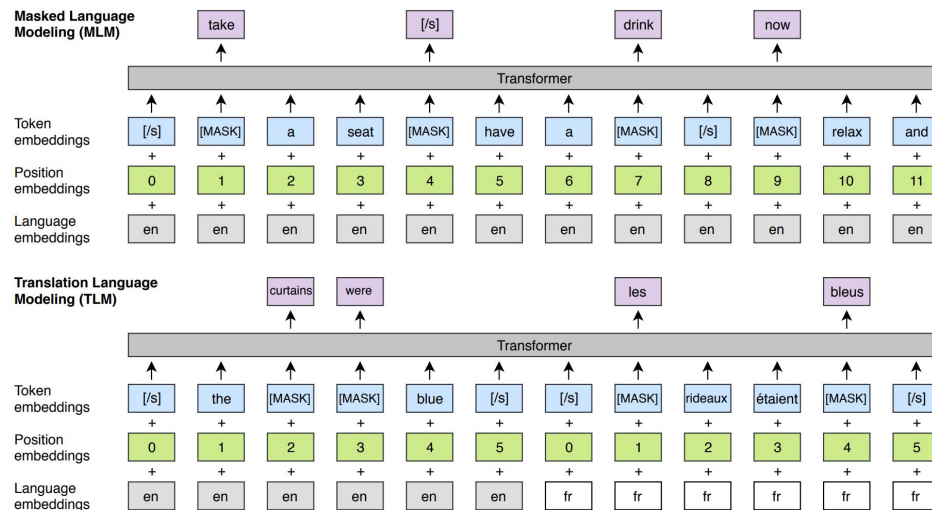 Masked Language
Modeling (MLM)
take [/s] drink now
Transformer
Token
embeddings
[/s] [MASK] a seat [MASK] have a [MASK] [/s] [MASK] relax and
+ + + + + + + + + + + +
Position
embeddings
0 1 2 3 4 5 6 7 8 9 10 11
+ + + + + + + + + + + +
Language
embeddings
en en en en en en en en en en en en
Translation Language
Modeling (TLM)
curtains were les bleus
Transformer
Token
embeddings
[/s] the [MASK] [MASK] blue [/s] [/s] [MASK] rideaux étaient [MASK] [/s]
+ + + + + + + + + + + +
Position
embeddings
0 1 2 3 4 5 0 1 2 3 4 5
+ + + + + + + + + + + +
Language
embeddings
en en en en en en fr fr fr fr fr fr